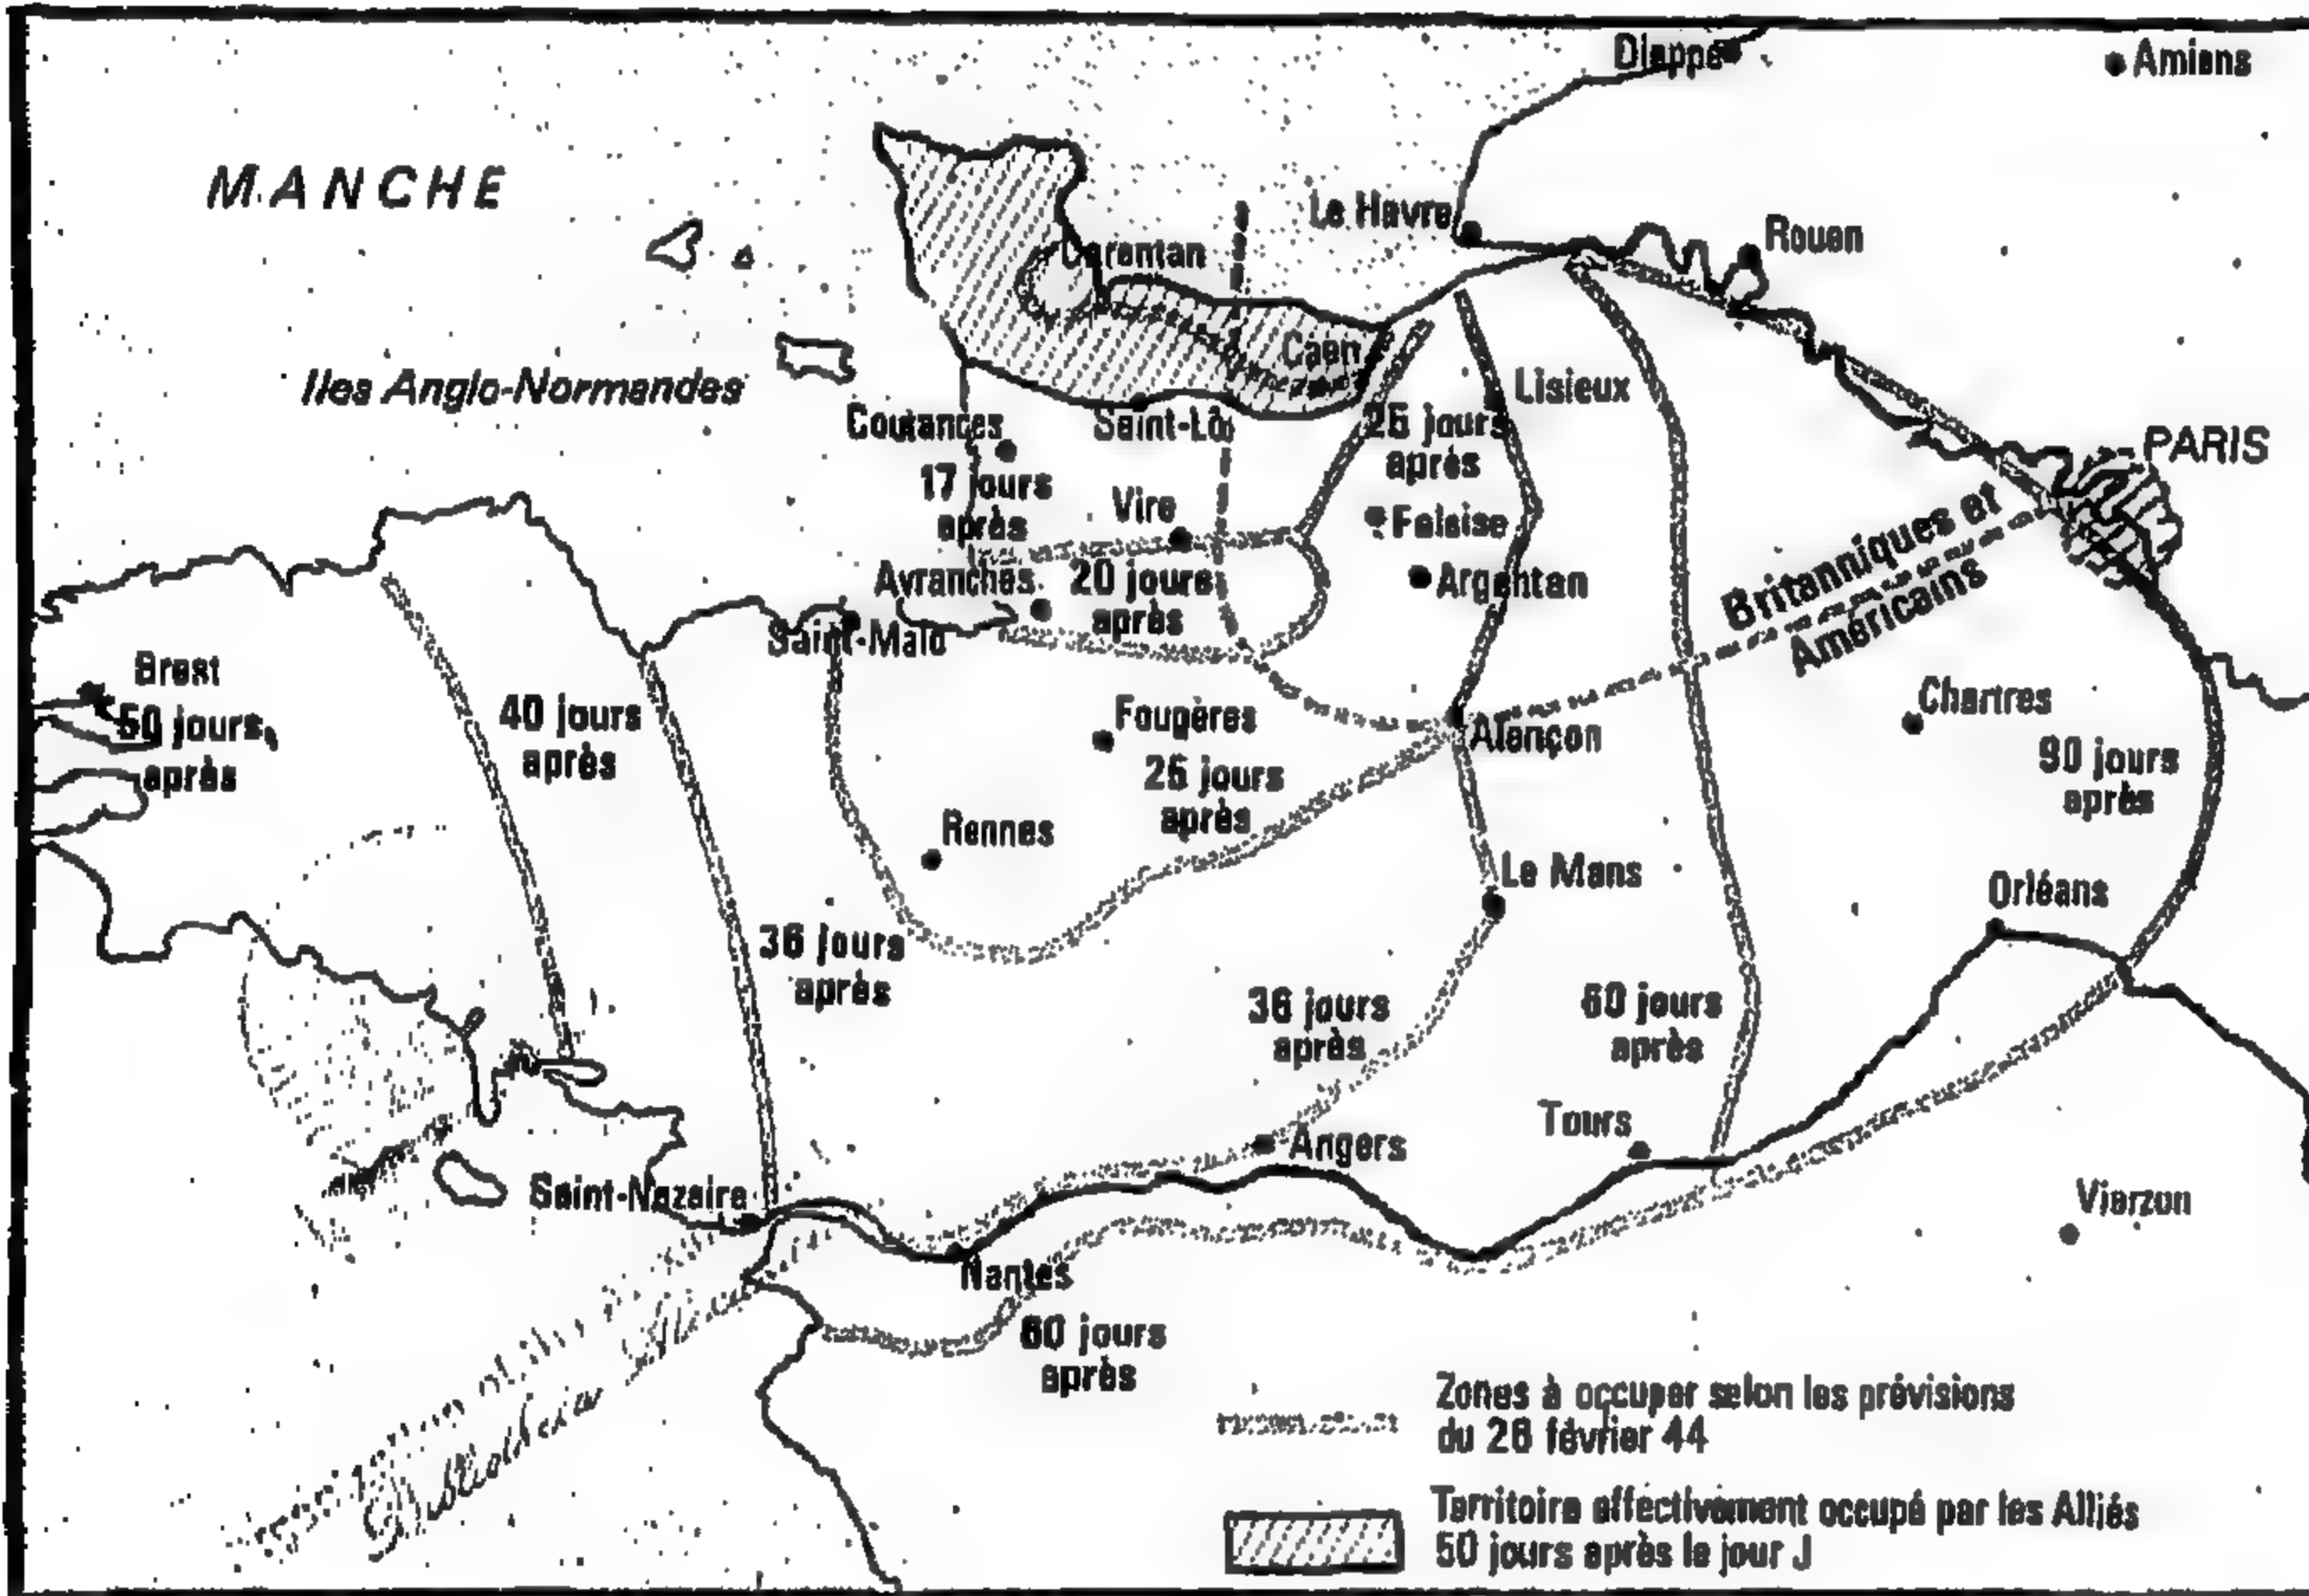 Dieppe
Amiens
MANCHE
Le Havre
Rouen
Carentan
Caen
Iles Anglo-Normandes
Lisieux
Coutances
Saint-Lô
25 jours
après
PARIS
17 jours
après
Vire
Falaise
Avranches
20 jours
après
Argentan
Britanniques et
Américains
Saint-Malo
Brest
50 jours
après
40 jours
après
Fougères
25 jours
après
Alençon
Chartres
90 jours
après
Rennes
Le Mans
Orléans
36 jours
après
36 jours
après
60 jours
après
Angers
Tours
Saint-Nazaire
Vierzon
Nantes
60 jours
après
Zones à occuper selon les prévisions
du 26 février 44
Territoire effectivement occupé par les Alliés
50 jours après le jour J